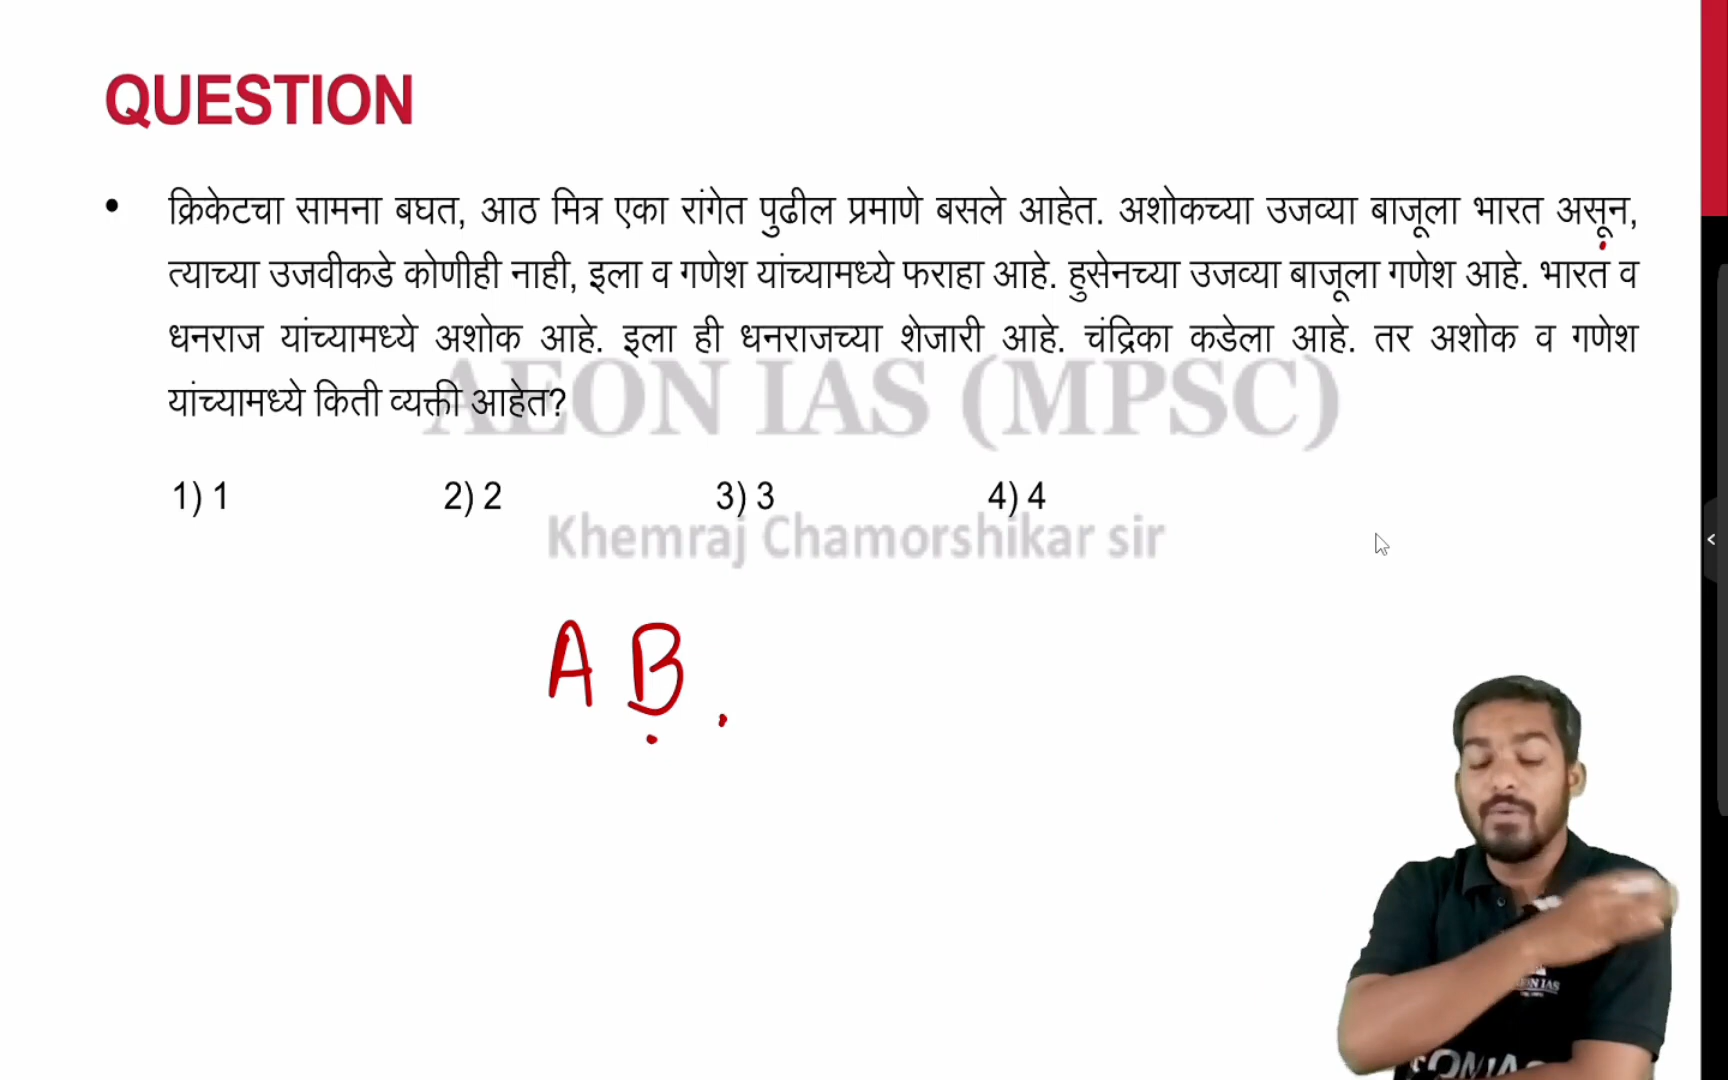 QUESTION
• क्रिकेटचा सामना बघत, आठ मित्र एका रांगेत पुढील प्रमाणे बसले आहेत. अशोकच्या उजव्या बाजूला भारत असून,
त्याच्या उजवीकडे कोणीही नाही, इला व गणेश यांच्यामध्ये फराहा आहे. हुसेनच्या उजव्या बाजूला गणेश आहे. भारत व
धनराज यांच्यामध्ये अशोक आहे. इला ही धनराजच्या शेजारी आहे. चंद्रिका कडेला आहे. तर अशोक व गणेश
यांच्यामध्ये किती व्यक्ती आहेत?
AEON IAS (MPSC)
1) 1 2) 2 3) 3 4) 4
Khemraj Chamorshikar sir
A B